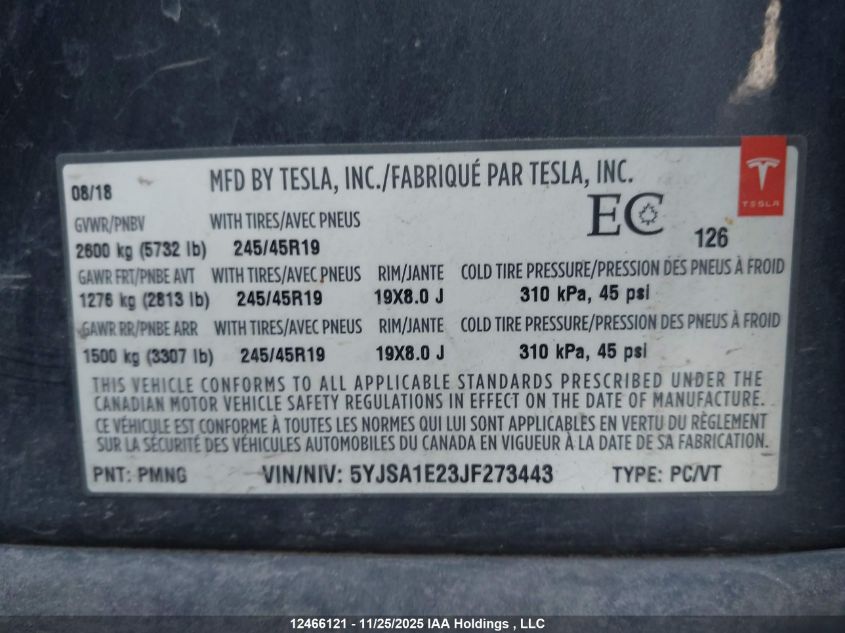 08/18 MFD BY TESLA, INC./FABRIQUÉ PAR TESLA, INC.
TESLA
GVWR/PNBV WITH TIRES/AVEC PNEUS EC 126
2600 kg (5732 lb) 245/45R19
GAWR FRT/PNBE AVT WITH TIRES/AVEC PNEUS RIM/JANTE COLD TIRE PRESSURE/PRESSION DES PNEUS À FROID
1276 kg (2813 lb) 245/45R19 19X8.0 J 310 kPa, 45 psi
GAWR RR/PNBE ARR WITH TIRES/AVEC PNEUS RIM/JANTE COLD TIRE PRESSURE/PRESSION DES PNEUS À FROID
1500 kg (3307 lb) 245/45R19 19X8.0 J 310 kPa, 45 psi
THIS VEHICLE CONFORMS TO ALL APPLICABLE STANDARDS PRESCRIBED UNDER THE
CANADIAN MOTOR VEHICLE SAFETY REGULATIONS IN EFFECT ON THE DATE OF MANUFACTURE.
CE VÉHICULE EST CONFORME À TOUTES LES NORMES QUI LUI SONT APPLICABLES EN VERTU DU RÈGLEMENT
SUR LA SÉCURITÉ DES VÉHICULES AUTOMOBILES DU CANADA EN VIGUEUR À LA DATE DE SA FABRICATION.
PNT: PMNG VIN/NIV: 5YJSA1E23JF273443 TYPE: PC/VT
12466121 - 11/25/2025 IAA Holdings , LLC